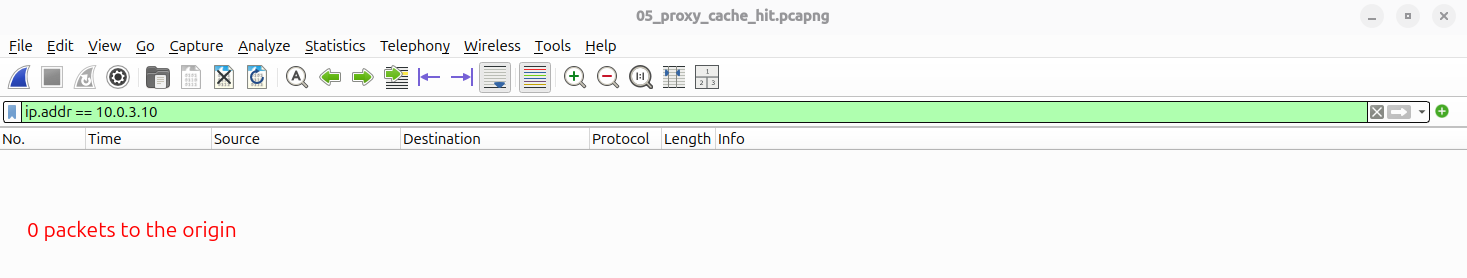 05_proxy_cache_hit.pcapng
File Edit View Go Capture Analyze Statistics Telephony Wireless Tools Help
ip.addr == 10.0.3.10
No. Time Source Destination Protocol Length Info
0 packets to the origin